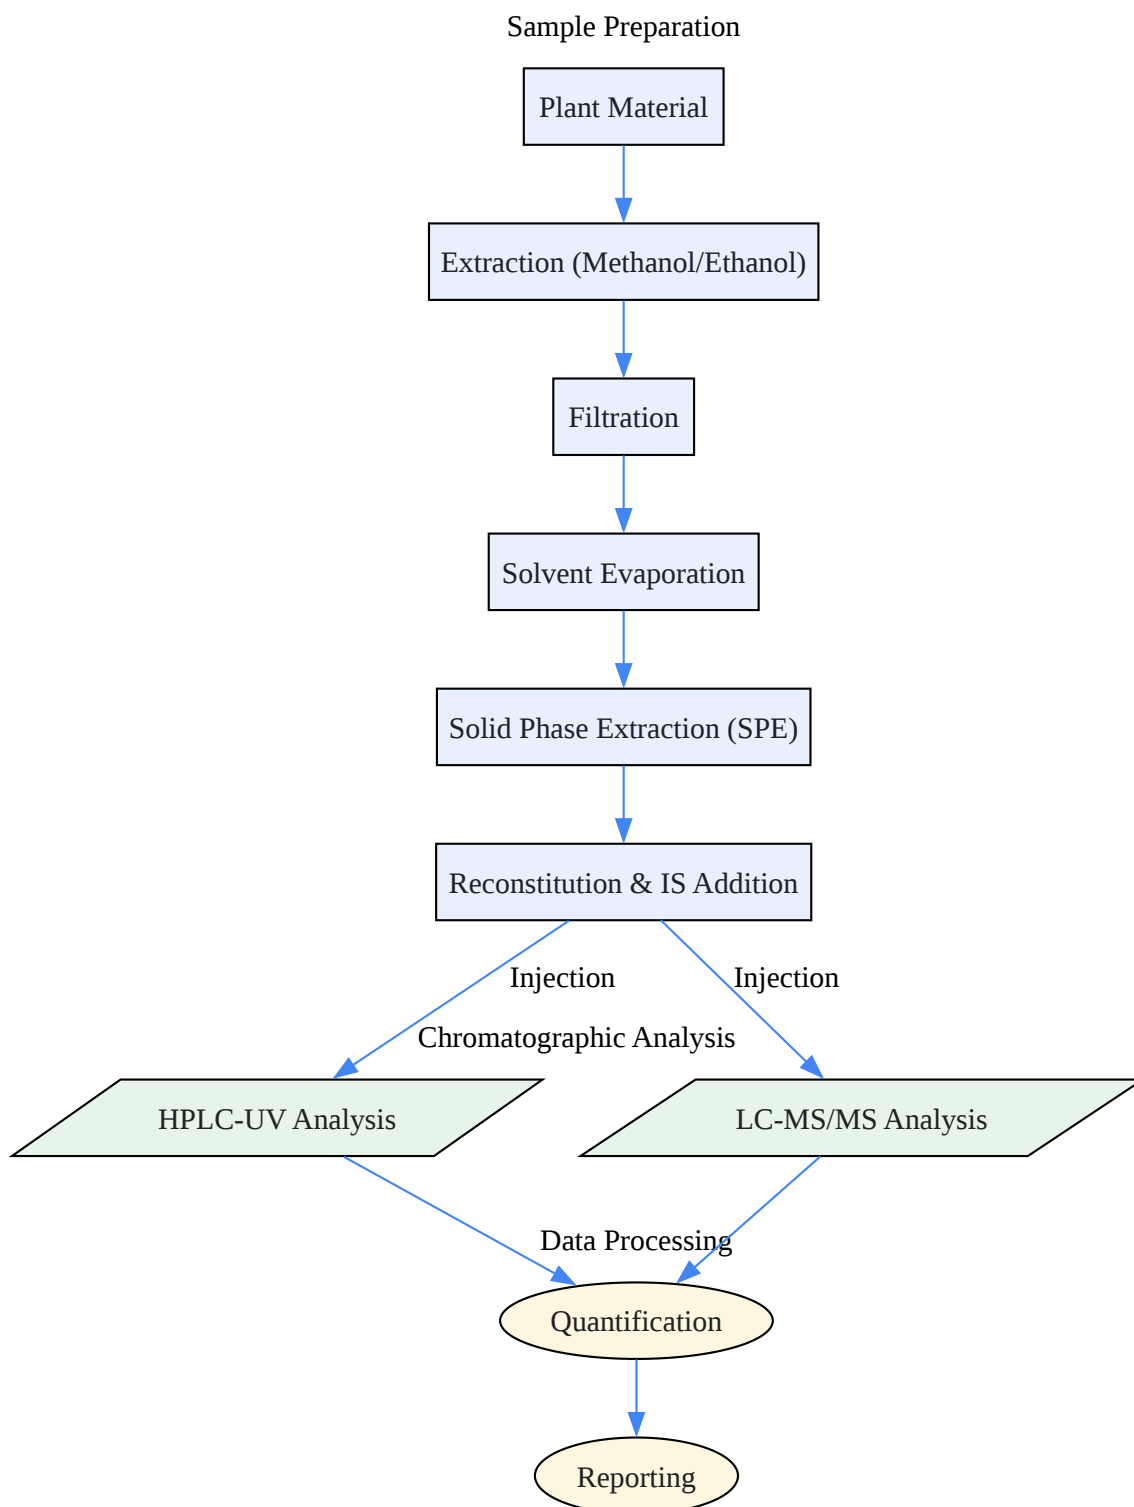 Sample Preparation
Plant Material
Extraction (Methanol/Ethanol)
Filtration
Solvent Evaporation
Solid Phase Extraction (SPE)
Reconstitution & IS Addition
Injection
Injection
Chromatographic Analysis
HPLC-UV Analysis
LC-MS/MS Analysis
Data Processing
Quantification
Reporting